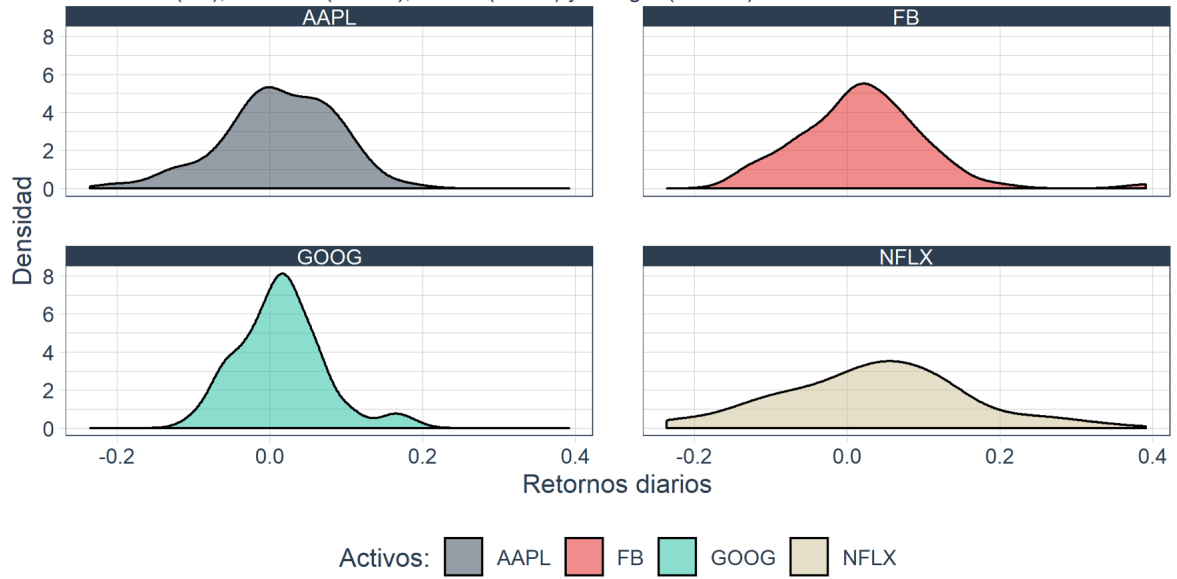 AAPL FB
8
6
4
2
0
Densidad
GOOG NFLX
8
6
4
2
0
-0.2 0.0 0.2 0.4 -0.2 0.0 0.2 0.4
Retornos diarios
Activos: AAPL FB GOOG NFLX